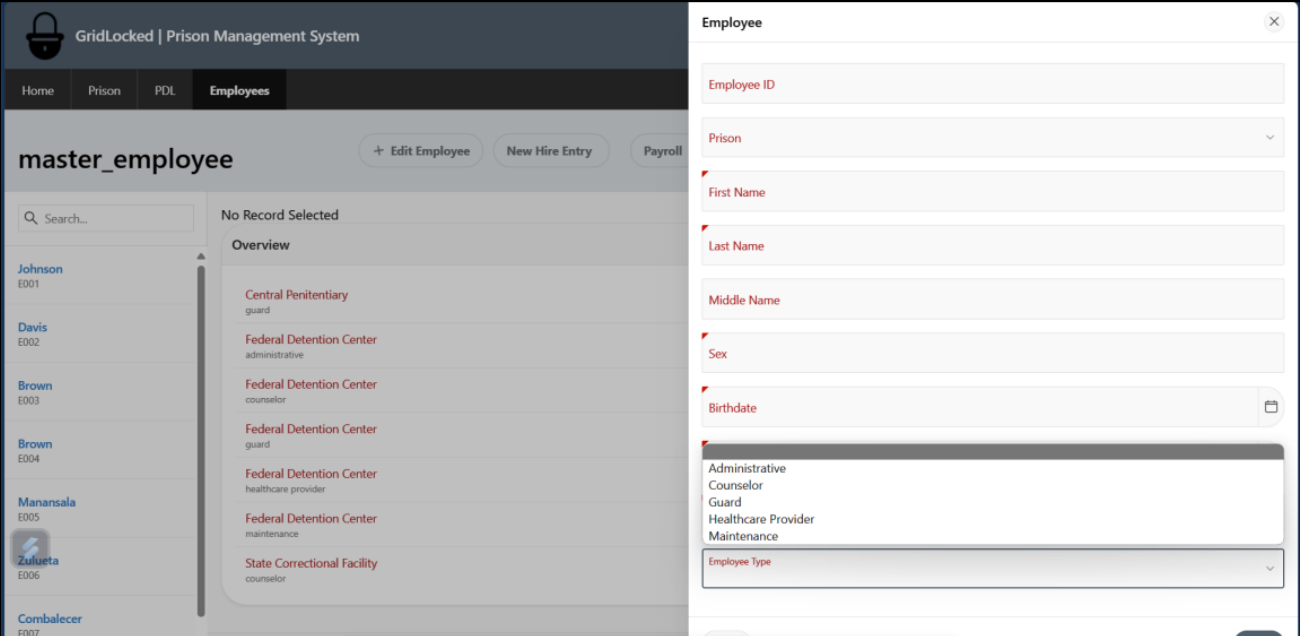 GridLocked | Prison Management System
Home Prison PDL Employees
master_employee
+ Edit Employee New Hire Entry Payroll
Search...
Johnson
E001
Davis
E002
Brown
E003
Brown
E004
Manansala
E005
Zulueta
E006
Combalecer
E007
No Record Selected
Overview
Central Penitentiary
guard
Federal Detention Center
administrative
Federal Detention Center
counselor
Federal Detention Center
guard
Federal Detention Center
healthcare provider
Federal Detention Center
maintenance
State Correctional Facility
counselor
Employee
Employee ID
Prison
First Name
Last Name
Middle Name
Sex
Birthdate
Administrative
Counselor
Guard
Healthcare Provider
Maintenance
Employee Type